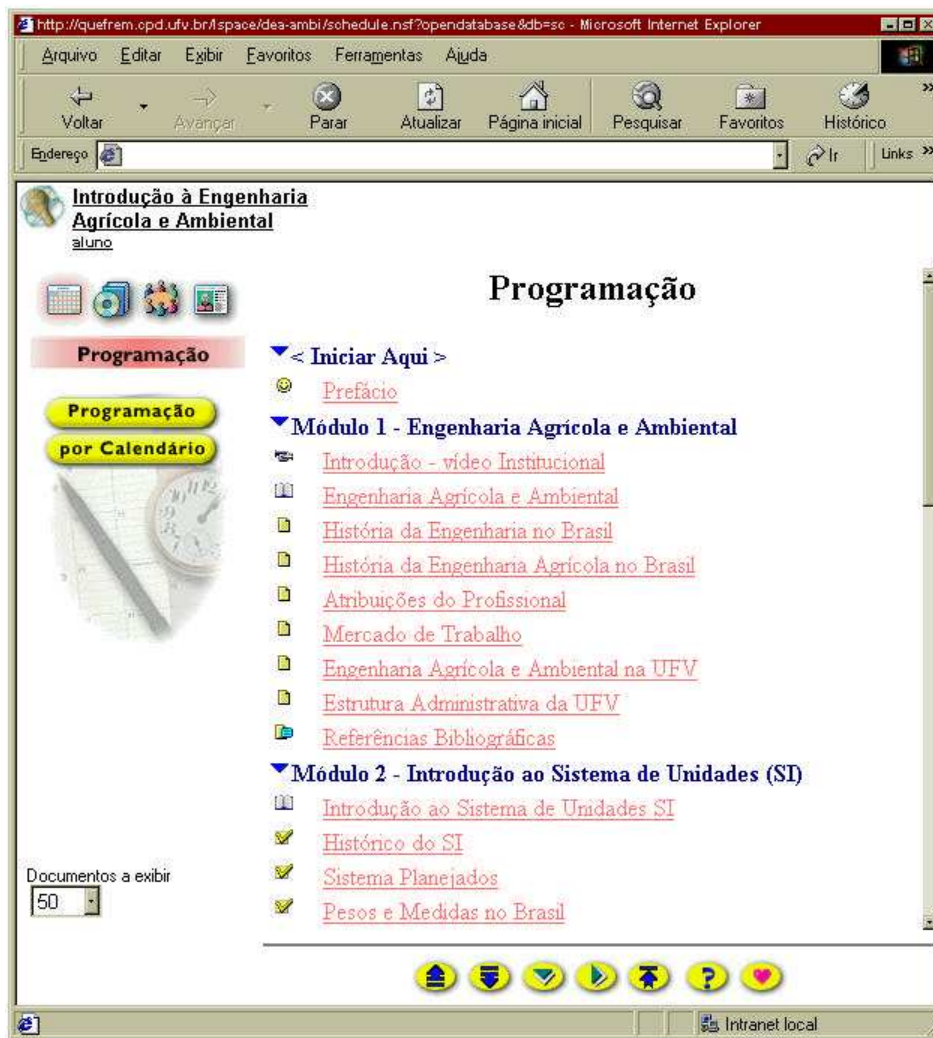 http://quefrem.cpd.ufv.br/lspace/dea-ambi/schedule.nsf?opendatabase&db=sc - Microsoft Internet Explorer
Arquivo Editar Exibir Favoritos Ferramentas Ajuda
Voltar Avançar Parar Atualizar Página inicial Pesquisar Favoritos Histórico
Endereço Ir Links
Introdução à Engenharia
Agrícola e Ambiental
aluno
Programação
Programação
< Iniciar Aqui >
Prefácio
Programação
por Calendário
Módulo 1 - Engenharia Agrícola e Ambiental
Introdução - vídeo Institucional
Engenharia Agrícola e Ambiental
História da Engenharia no Brasil
História da Engenharia Agrícola no Brasil
Atribuições do Profissional
Mercado de Trabalho
Engenharia Agrícola e Ambiental na UFV
Estrutura Administrativa da UFV
Referências Bibliográficas
Módulo 2 - Introdução ao Sistema de Unidades (SI)
Introdução ao Sistema de Unidades SI
Histórico do SI
Sistema Planejados
Pesos e Medidas no Brasil
Documentos a exibir
50
Intranet local